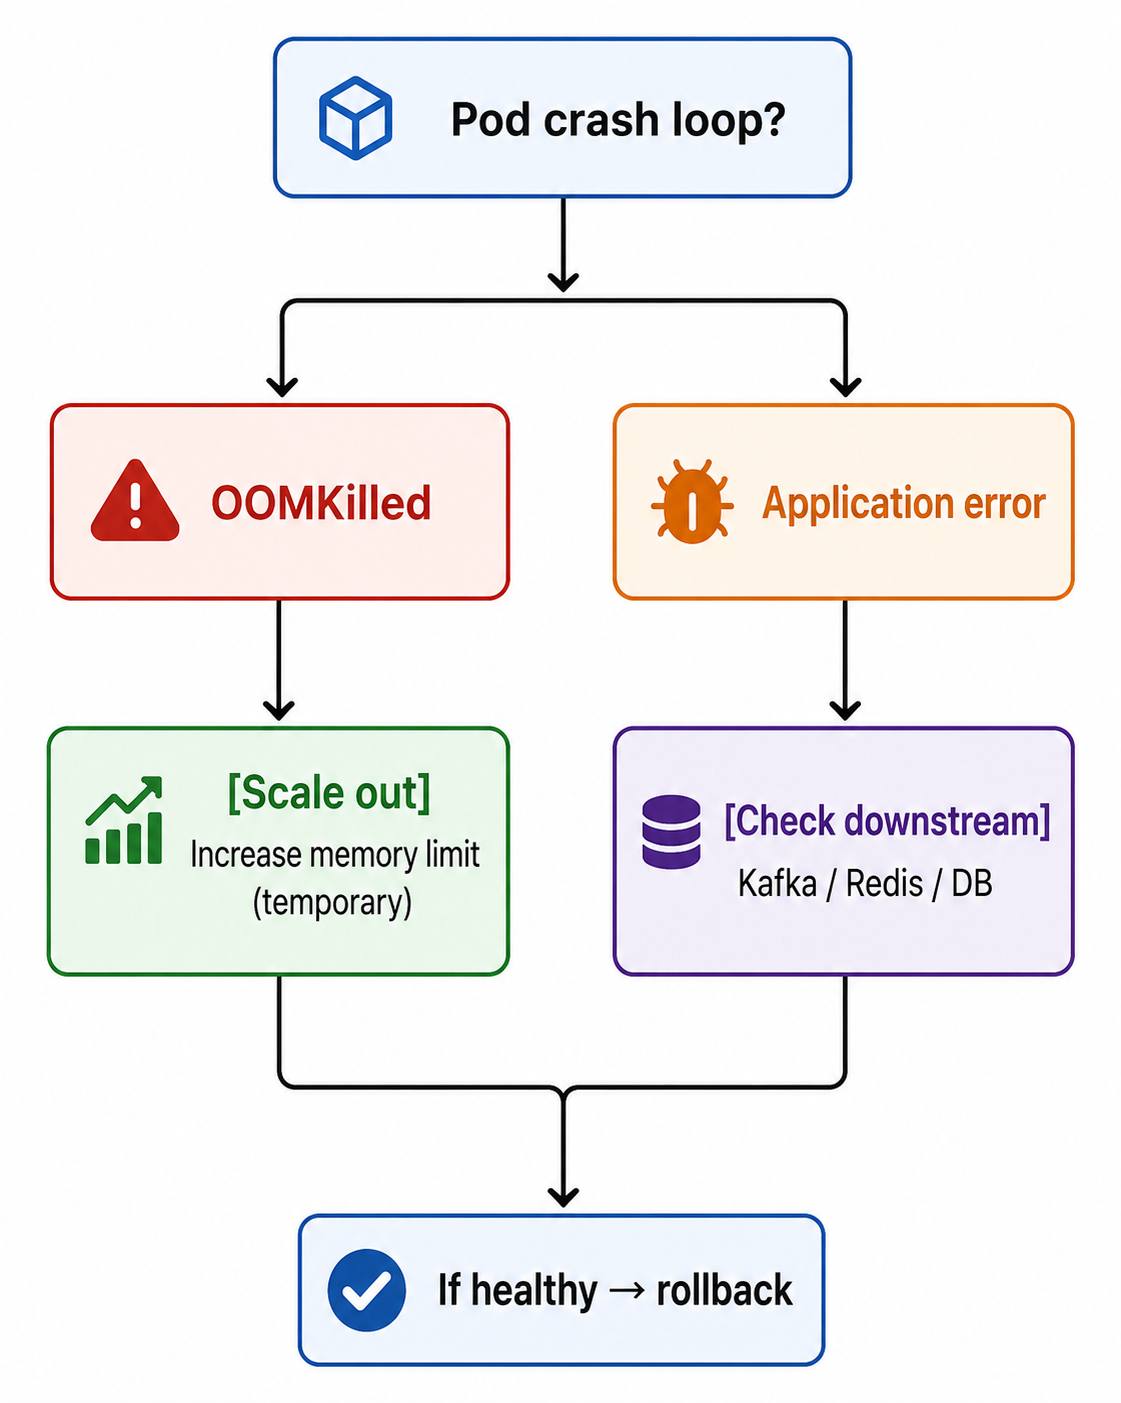 Pod crash loop?
OOMKilled
Application error
[Scale out]
Increase memory limit
(temporary)
[Check downstream]
Kafka / Redis / DB
If healthy → rollback